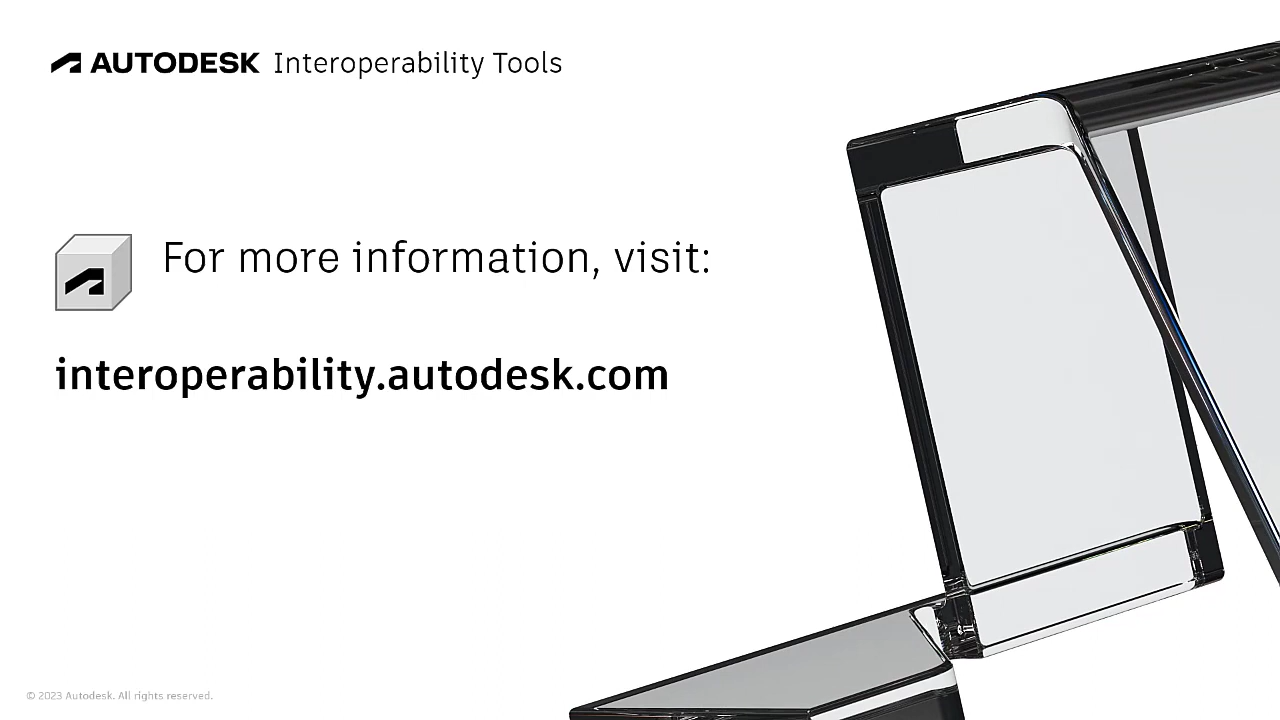 AUTODESK Interoperability Tools
For more information, visit:
interoperability.autodesk.com
© 2023 Autodesk. All rights reserved.